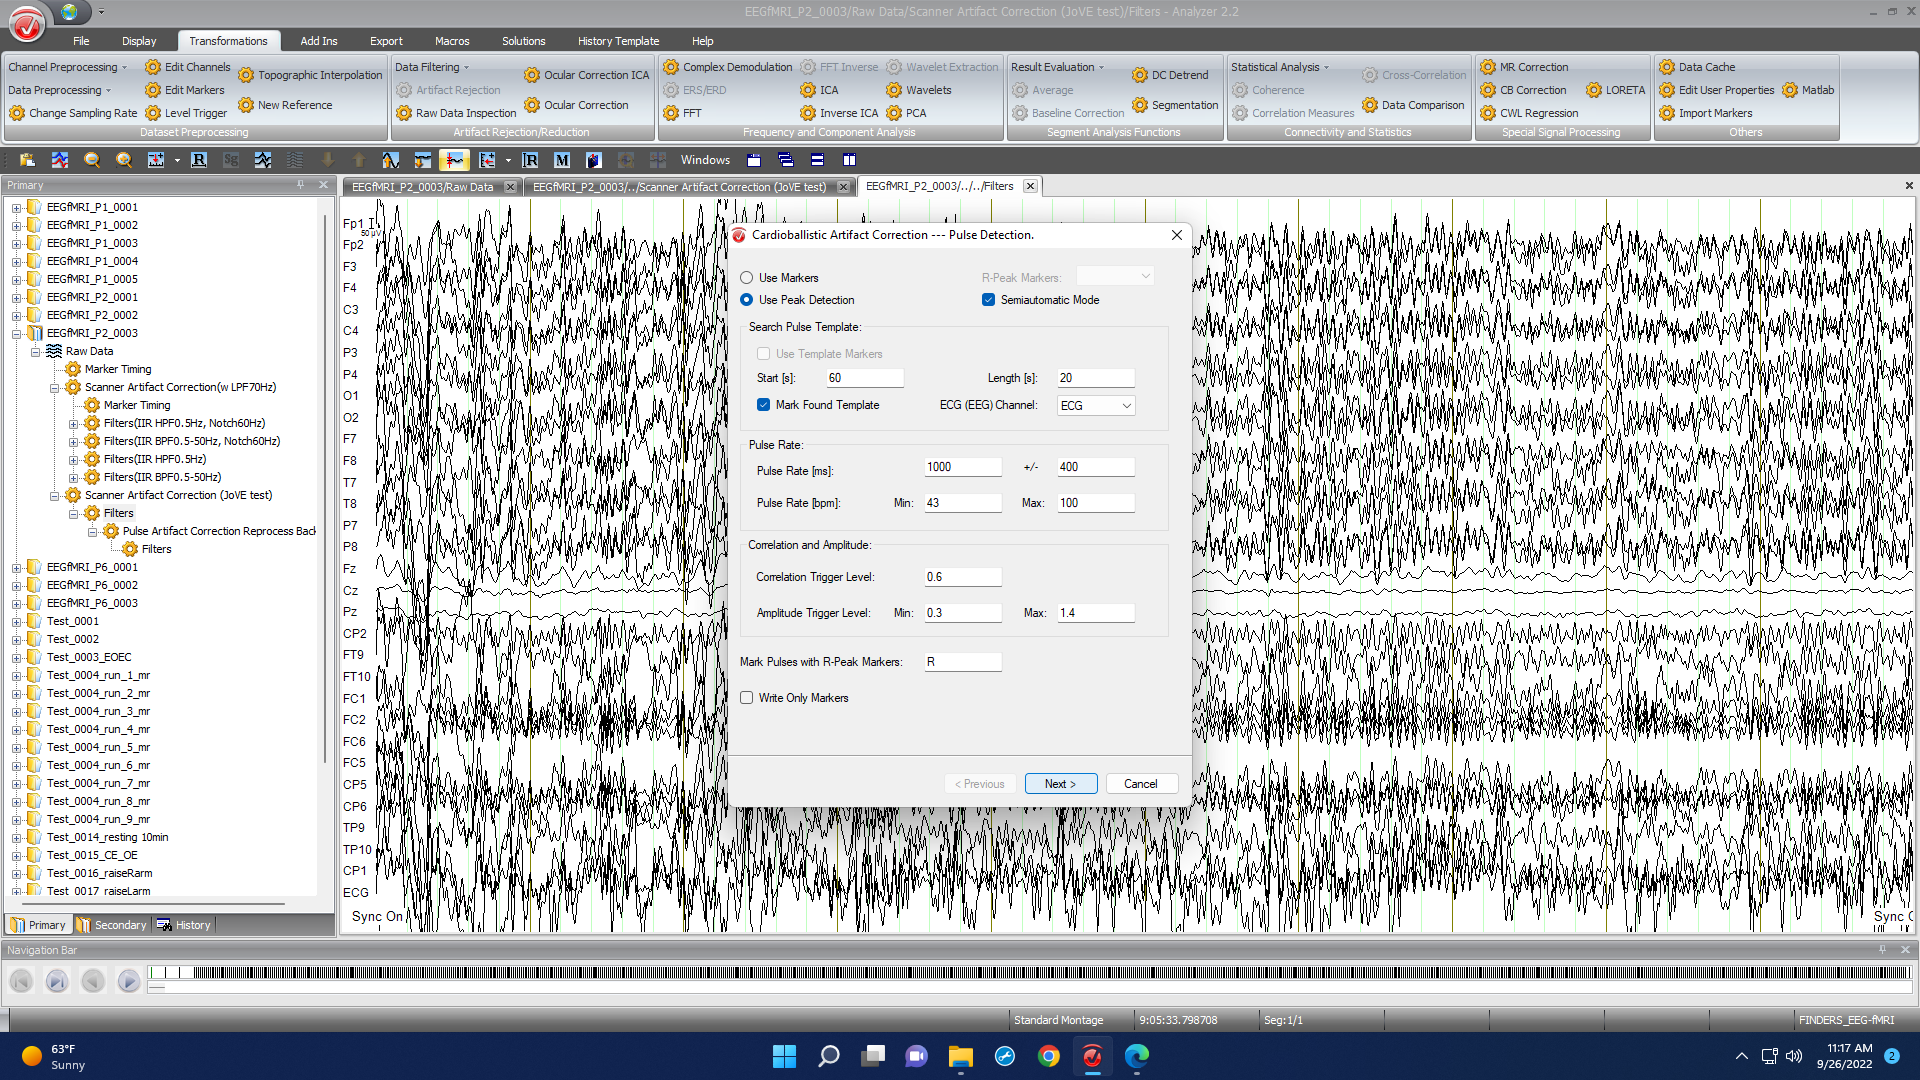 EEGfMRI_P2_0003/Raw Data/Scanner Artifact Correction (JoVE test)/Filters - Analyzer 2.2
File Display Transformations Add Ins Export Macros Solutions History Template Help
Channel Preprocessing Edit Channels Topographic Interpolation
Data Preprocessing Edit Markers New Reference
Change Sampling Rate Level Trigger
Dataset Preprocessing
Data Filtering Ocular Correction ICA
Artifact Rejection Ocular Correction
Raw Data Inspection
Artifact Rejection/Reduction
Complex Demodulation FFT Inverse Wavelet Extraction
ERS/ERD ICA Wavelets
FFT Inverse ICA PCA
Frequency and Component Analysis
Result Evaluation DC Detrend
Average Segmentation
Baseline Correction
Segment Analysis Functions
Statistical Analysis Cross-Correlation
Coherence Data Comparison
Correlation Measures
Connectivity and Statistics
MR Correction
CB Correction LORETA
CWL Regression
Special Signal Processing
Data Cache
Edit User Properties Matlab
Import Markers
Others
R Sg R M Windows
Primary
EEGfMRI_P1_0001
EEGfMRI_P1_0002
EEGfMRI_P1_0003
EEGfMRI_P1_0004
EEGfMRI_P1_0005
EEGfMRI_P2_0001
EEGfMRI_P2_0002
EEGfMRI_P2_0003
Raw Data
Marker Timing
Scanner Artifact Correction(w LPF70Hz)
Marker Timing
Filters(IIR HPF0.5Hz, Notch60Hz)
Filters(IIR BPF0.5-50Hz, Notch60Hz)
Filters(IIR HPF0.5Hz)
Filters(IIR BPF0.5-50Hz)
Scanner Artifact Correction (JoVE test)
Filters
Pulse Artifact Correction Reprocess Back
Filters
EEGfMRI_P6_0001
EEGfMRI_P6_0002
EEGfMRI_P6_0003
Test_0001
Test_0002
Test_0003_EOEC
Test_0004_run_1_mr
Test_0004_run_2_mr
Test_0004_run_3_mr
Test_0004_run_4_mr
Test_0004_run_5_mr
Test_0004_run_6_mr
Test_0004_run_7_mr
Test_0004_run_8_mr
Test_0004_run_9_mr
Test_0014_resting 10min
Test_0015_CE_OE
Test_0016_raiseRarm
Test_0017_raiseLarm
Primary Secondary History
EEGfMRI_P2_0003/Raw Data EEGfMRI_P2_0003/../Scanner Artifact Correction (JoVE test) EEGfMRI_P2_0003/../../Filters
Fp1
50 µV
Fp2
F3
F4
C3
C4
P3
P4
O1
O2
F7
F8
T7
T8
P7
P8
Fz
Cz
Pz
CP2
FT9
FT10
FC1
FC2
FC6
FC5
CP5
CP6
TP9
TP10
CP1
ECG
Sync On
Cardioballistic Artifact Correction --- Pulse Detection.
Use Markers R-Peak Markers:
Use Peak Detection Semiautomatic Mode
Search Pulse Template:
Use Template Markers
Start [s]: 60 Length [s]: 20
Mark Found Template ECG (EEG) Channel: ECG
Pulse Rate:
Pulse Rate [ms]: 1000 +/- 400
Pulse Rate [bpm]: Min: 43 Max: 100
Correlation and Amplitude:
Correlation Trigger Level: 0.6
Amplitude Trigger Level: Min: 0.3 Max: 1.4
Mark Pulses with R-Peak Markers: R
Write Only Markers
< Previous Next > Cancel
Sync
Navigation Bar
Standard Montage 9:05:33.798708 Seg:1/1 FINDERS_EEG-fMRI
63°F
Sunny
11:17 AM
9/26/2022
2